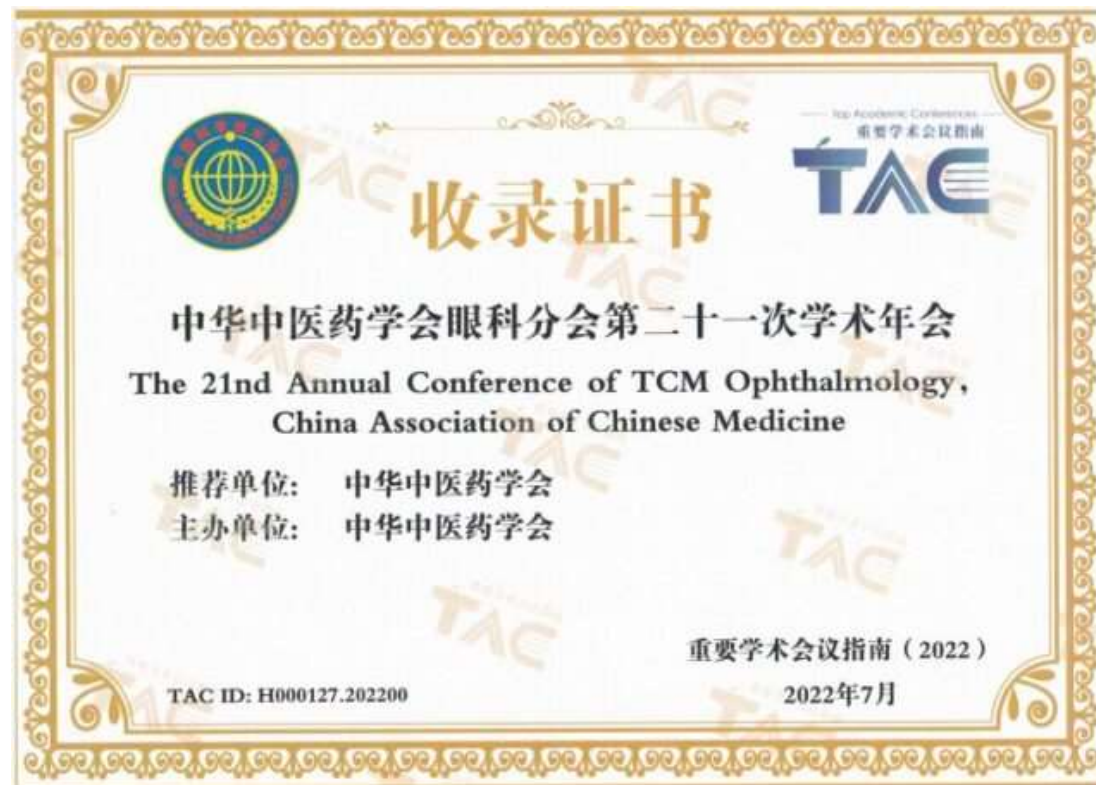 Top Academic Conferences
重要学术会议指南
TAC
收录证书
中华中医药学会眼科分会第二十一次学术年会
The 21nd Annual Conference of TCM Ophthalmology,
China Association of Chinese Medicine
推荐单位: 中华中医药学会
主办单位: 中华中医药学会
重要学术会议指南(2022)
TAC ID: H000127.202200
2022年7月